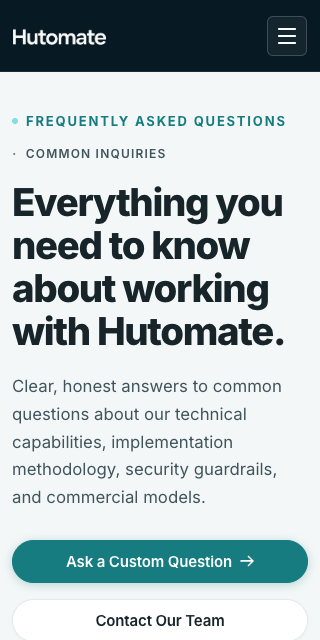 Hutomate
FREQUENTLY ASKED QUESTIONS
· COMMON INQUIRIES
Everything you
need to know
about working
with Hutomate.
Clear, honest answers to common
questions about our technical
capabilities, implementation
methodology, security guardrails,
and commercial models.
Ask a Custom Question →
Contact Our Team